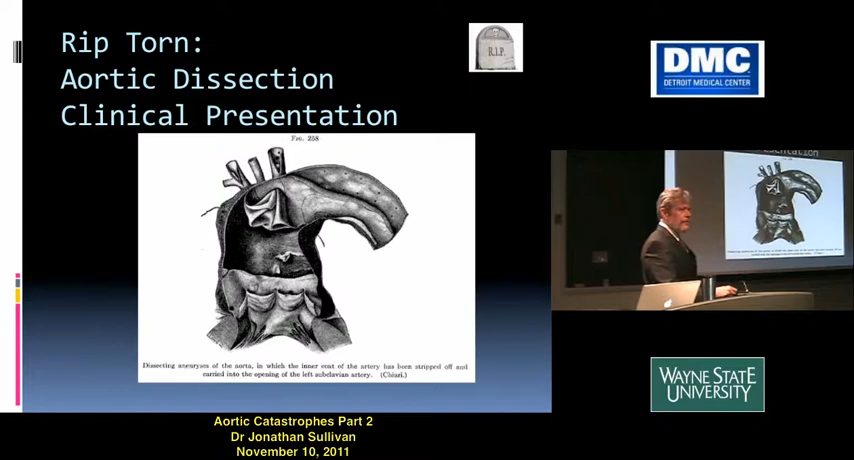 Rip Torn:
Aortic Dissection
Clinical Presentation
R.I.P.
DMC
DETROIT MEDICAL CENTER
FIG. 258
Dissecting aneurysm of the aorta, in which the inner coat of the artery has been stripped off and
carried into the opening of the left subclavian artery. (Chiari.)
WAYNE STATE
UNIVERSITY
Aortic Catastrophes Part 2
Dr Jonathan Sullivan
November 10, 2011